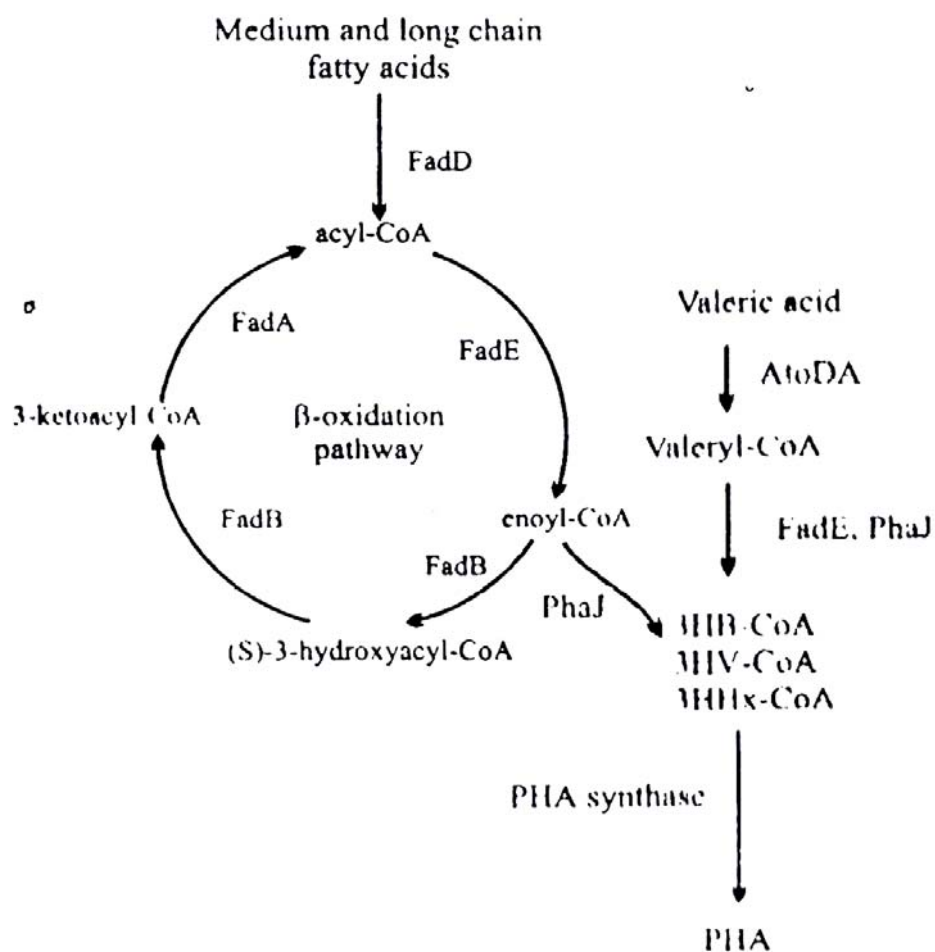 Medium and long chain
fatty acids
FadD
acyl-CoA
FadA
FadE
Valeric acid
AtoDA
3-ketoacyl CoA
β-oxidation
pathway
Valeryl-CoA
FadB
enoyl-CoA
FadE, PhaJ
FadB
PhaJ
(S)-3-hydroxyacyl-CoA
3HB-CoA
3HV-CoA
3HHx-CoA
PHA synthase
PHA